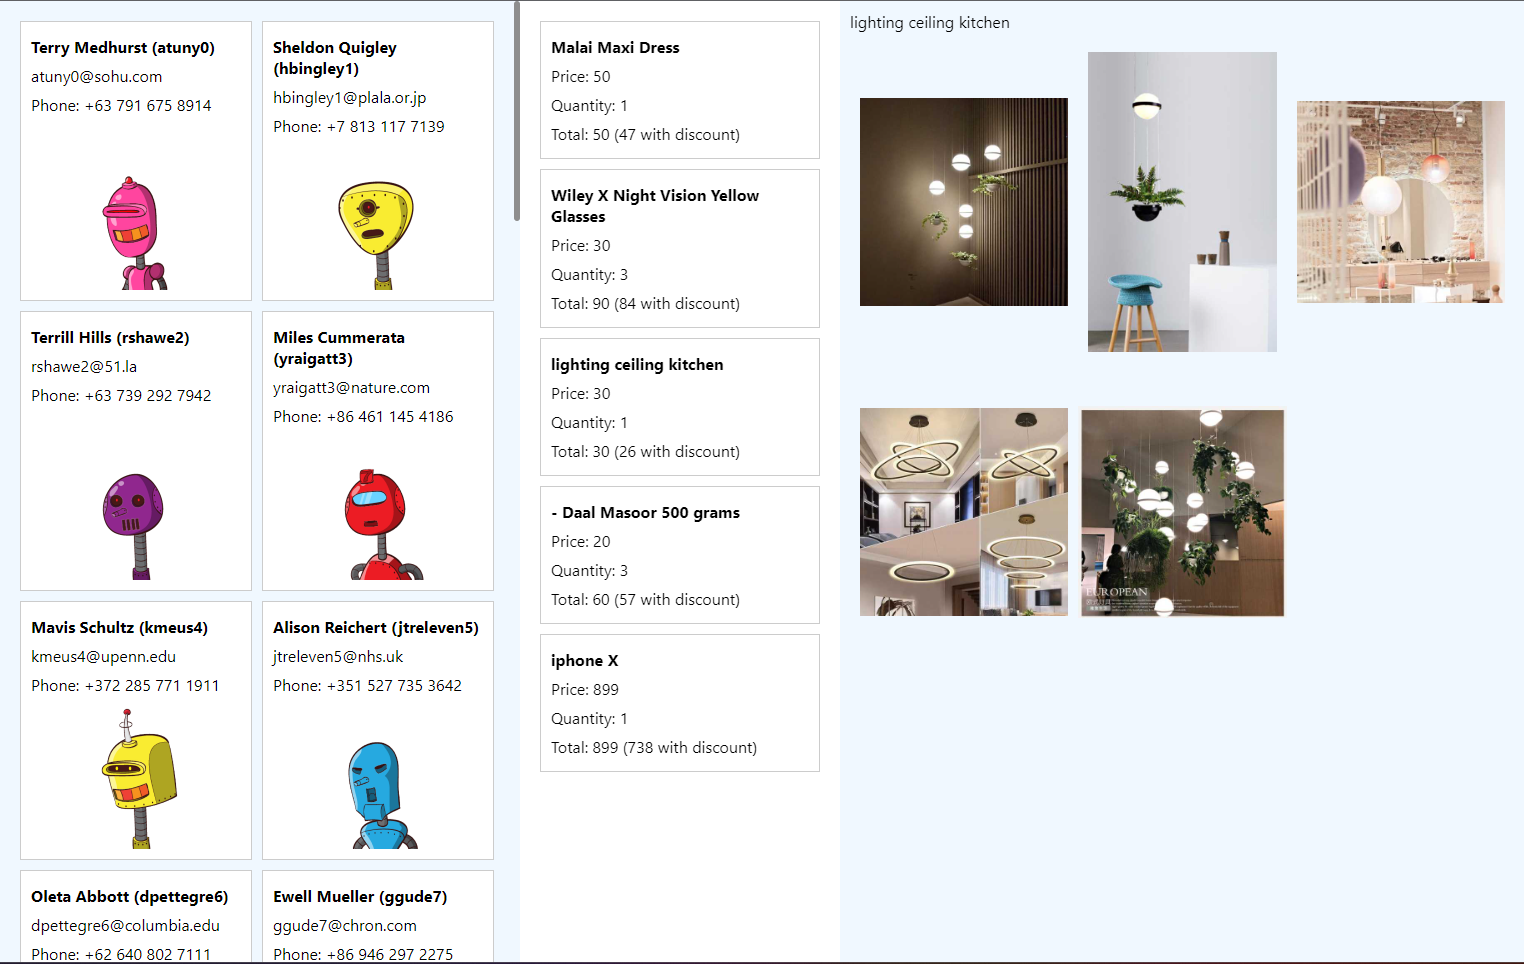 Terry Medhurst (atuny0)
atuny0@sohu.com
Phone: +63 791 675 8914
Sheldon Quigley
(hbingley1)
hbingley1@plala.or.jp
Phone: +7 813 117 7139
Terrill Hills (rshawe2)
rshawe2@51.la
Phone: +63 739 292 7942
Miles Cummerata
(yraigatt3)
yraigatt3@nature.com
Phone: +86 461 145 4186
Mavis Schultz (kmeus4)
kmeus4@upenn.edu
Phone: +372 285 771 1911
Alison Reichert (jtreleven5)
jtreleven5@nhs.uk
Phone: +351 527 735 3642
Oleta Abbott (dpettegre6)
dpettegre6@columbia.edu
Phone: +62 640 802 7111
Ewell Mueller (ggude7)
ggude7@chron.com
Phone: +86 946 297 2275
Malai Maxi Dress
Price: 50
Quantity: 1
Total: 50 (47 with discount)
Wiley X Night Vision Yellow
Glasses
Price: 30
Quantity: 3
Total: 90 (84 with discount)
lighting ceiling kitchen
Price: 30
Quantity: 1
Total: 30 (26 with discount)
- Daal Masoor 500 grams
Price: 20
Quantity: 3
Total: 60 (57 with discount)
iphone X
Price: 899
Quantity: 1
Total: 899 (738 with discount)
lighting ceiling kitchen
EUROPEAN